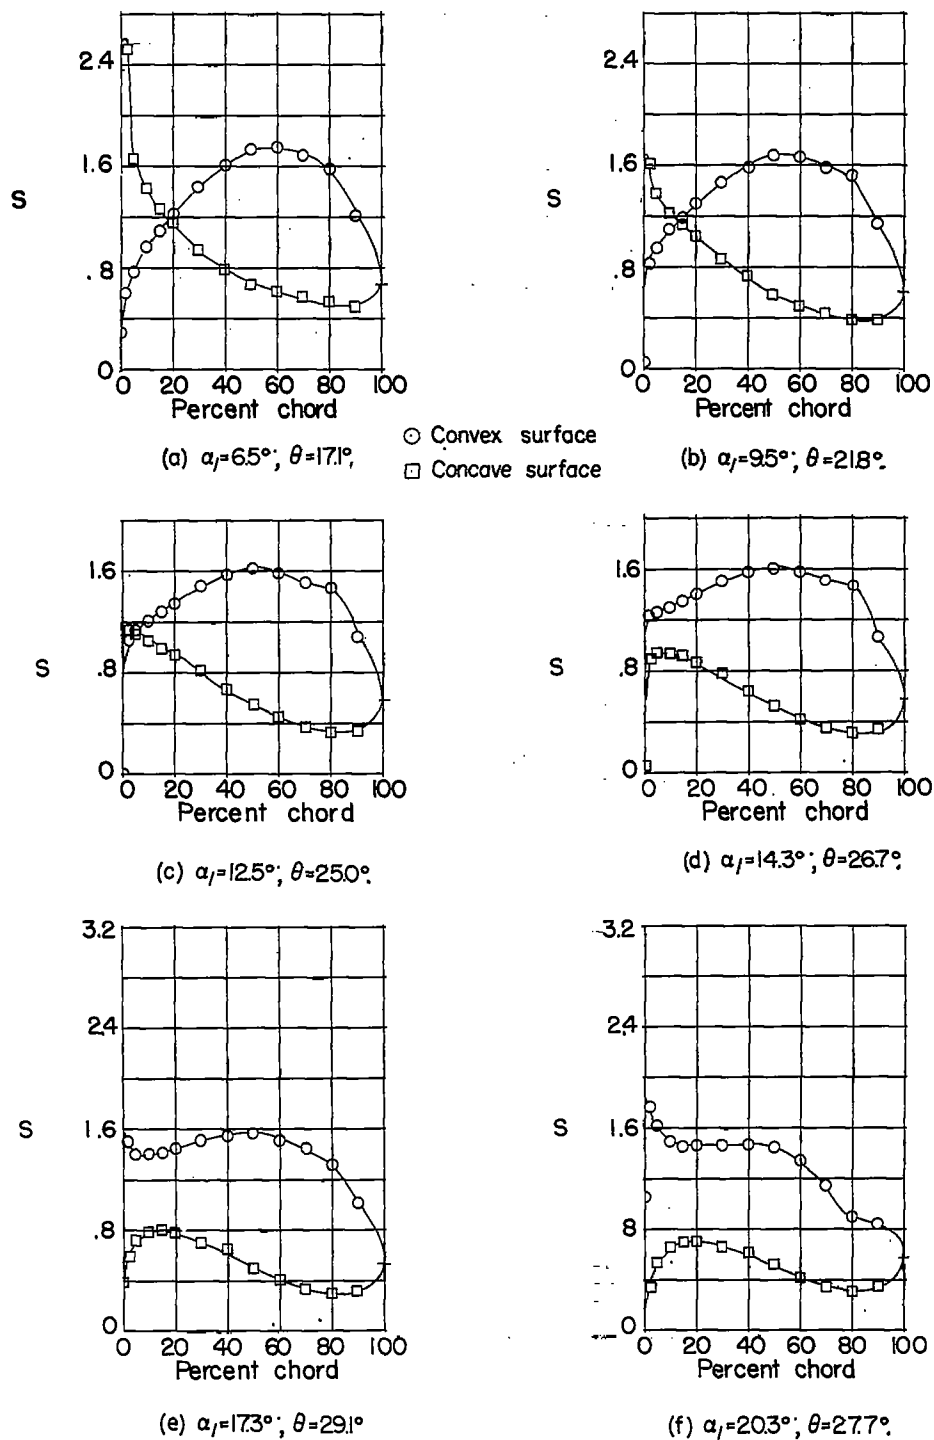 2.4
1.6
S
.8
0
0 20 40 60 80 100
Percent chord
(a) α₁=6.5°; θ=17.1°.
2.4
1.6
S
.8
0
0 20 40 60 80 100
Percent chord
(b) α₁=9.5°; θ=21.8°.
Convex surface
Concave surface
1.6
S
.8
0
0 20 40 60 80 100
Percent chord
(c) α₁=12.5°; θ=25.0°.
1.6
S
.8
0
0 20 40 60 80 100
Percent chord
(d) α₁=14.3°; θ=26.7°.
3.2
2.4
S
1.6
.8
0
0 20 40 60 80 100
Percent chord
(e) α₁=17.3°; θ=29.1°
3.2
2.4
S
1.6
.8
0
0 20 40 60 80 100
Percent chord
(f) α₁=20.3°; θ=27.7°.